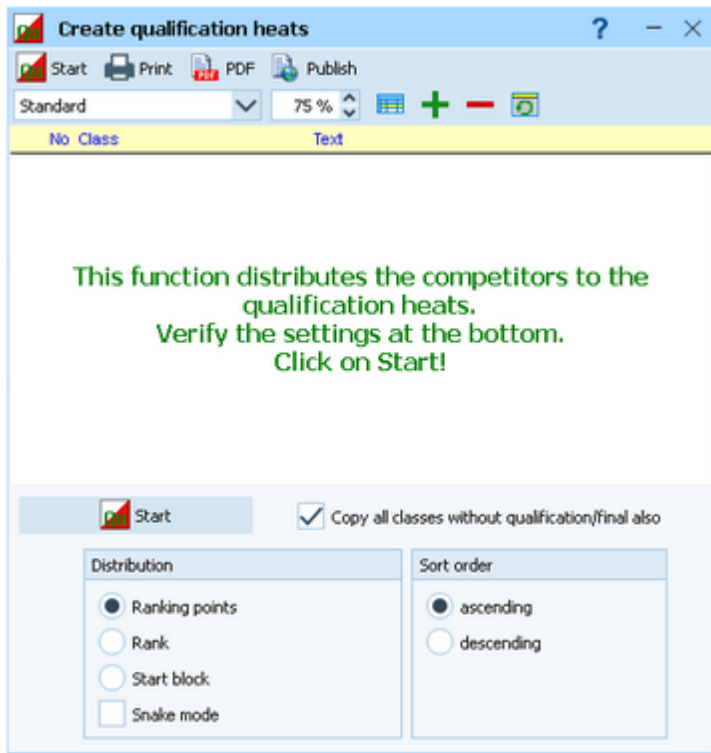 Create qualification heats ?
Start Print PDF Publish
Standard 75 %
No Class Text
This function distributes the competitors to the
qualification heats.
Verify the settings at the bottom.
Click on Start!
Start Copy all classes without qualification/final also
Distribution
Ranking points
Rank
Start block
Snake mode
Sort order
ascending
descending